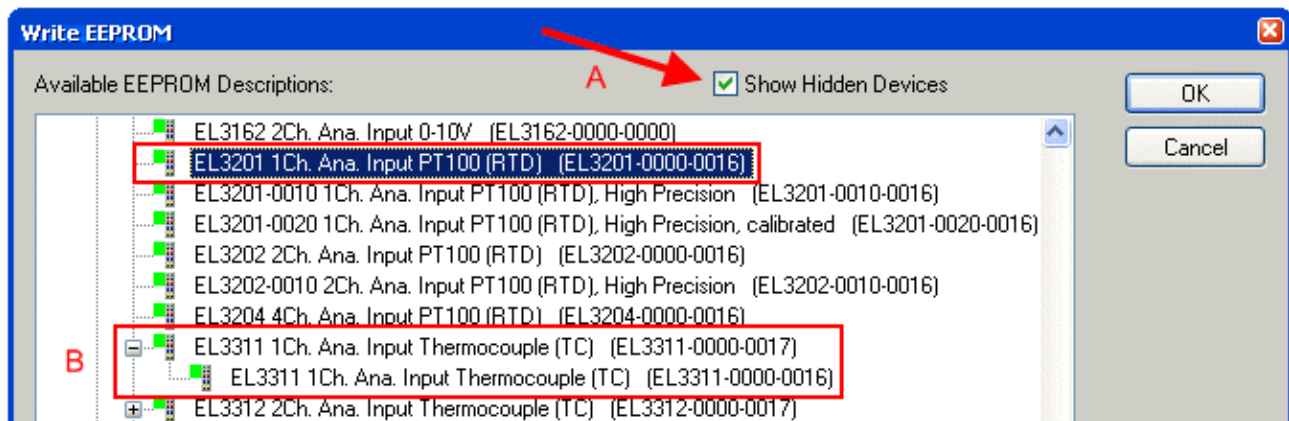 Write EEPROM
A
Available EEPROM Descriptions:
Show Hidden Devices
OK
Cancel
EL3162 2Ch. Ana. Input 0-10V (EL3162-0000-0000)
EL3201 1Ch. Ana. Input PT100 (RTD) (EL3201-0000-0016)
EL3201-0010 1Ch. Ana. Input PT100 (RTD), High Precision (EL3201-0010-0016)
EL3201-0020 1Ch. Ana. Input PT100 (RTD), High Precision, calibrated (EL3201-0020-0016)
EL3202 2Ch. Ana. Input PT100 (RTD) (EL3202-0000-0016)
EL3202-0010 2Ch. Ana. Input PT100 (RTD), High Precision (EL3202-0010-0016)
EL3204 4Ch. Ana. Input PT100 (RTD) (EL3204-0000-0016)
B
EL3311 1Ch. Ana. Input Thermocouple (TC) (EL3311-0000-0017)
EL3311 1Ch. Ana. Input Thermocouple (TC) (EL3311-0000-0016)
EL3312 2Ch. Ana. Input Thermocouple (TC) (EL3312-0000-0017)